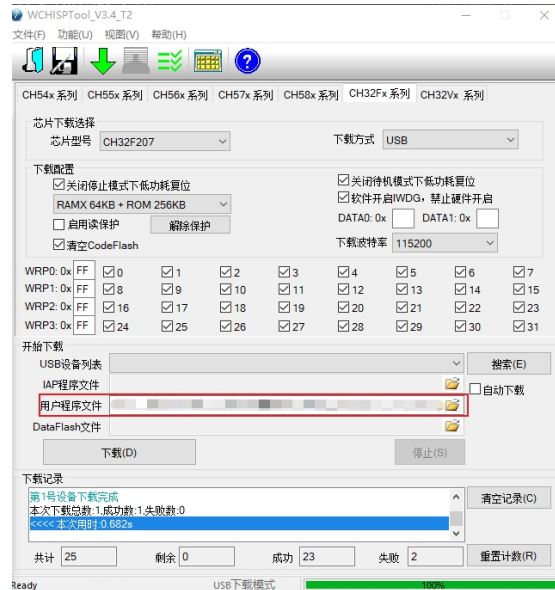 WCHISPTool_V3.4_T2
文件(F) 功能(U) 视图(V) 帮助(H)
CH54x 系列 CH55x 系列 CH56x 系列 CH57x 系列 CH58x 系列 CH32Fx 系列 CH32Vx 系列
芯片下载选择
芯片型号 CH32F207 下载方式 USB
下载配置
关闭停止模式下低功耗复位 关闭待机模式下低功耗复位
RAMX 64KB + ROM 256KB 软件开启IWDG，禁止硬件开启
启用读保护 解除保护 DATA0: 0x DATA1: 0x
清空CodeFlash 下载波特率 115200
WRP0: 0x FF 0 1 2 3 4 5 6 7
WRP1: 0x FF 8 9 10 11 12 13 14 15
WRP2: 0x FF 16 17 18 19 20 21 22 23
WRP3: 0x FF 24 25 26 27 28 29 30 31
开始下载
USB设备列表 搜索(E)
IAP程序文件 自动下载
用户程序文件
DataFlash文件
下载(D) 停止(S)
下载记录
第1号设备下载完成 清空记录(C)
本次下载总数:1,成功数:1,失败数:0
<<<< 本次用时:0.682s
共计 25 剩余 0 成功 23 失败 2 重置计数(R)
Ready USB下载模式 100%